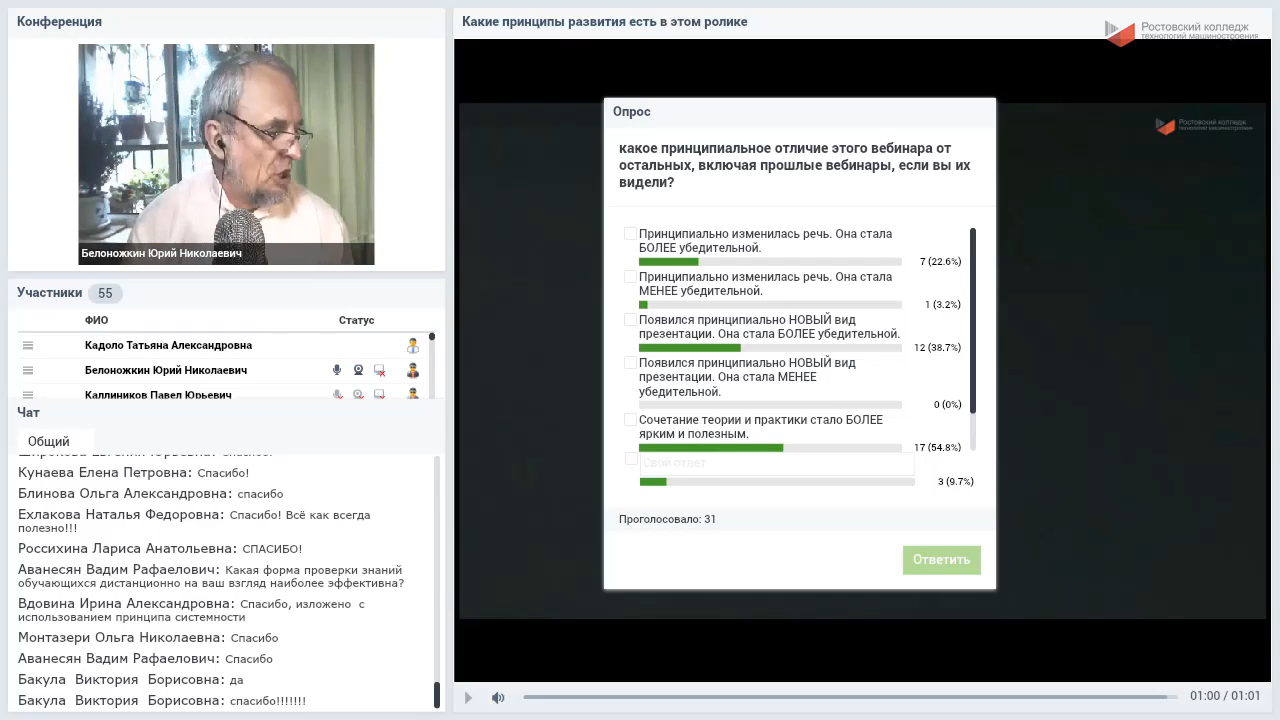 Конференция
Белоножкин Юрий Николаевич
Участники 55
ФИО Статус
Кадоло Татьяна Александровна
Белоножкин Юрий Николаевич
Каллиников Павел Юрьевич
Чат
Общий
Кунаева Елена Петровна: Спасибо!
Блинова Ольга Александровна: спасибо
Ехлакова Наталья Федоровна: Спасибо! Всё как всегда
полезно!!!
Россихина Лариса Анатольевна: СПАСИБО!
Аванесян Вадим Рафаелович: Какая форма проверки знаний
обучающихся дистанционно на ваш взгляд наиболее эффективна?
Вдовина Ирина Александровна: Спасибо, изложено с
использованием принципа системности
Монтазери Ольга Николаевна: Спасибо
Аванесян Вадим Рафаелович: Спасибо
Бакула Виктория Борисовна: да
Бакула Виктория Борисовна: спасибо!!!!!!!
Какие принципы развития есть в этом ролике
Ростовский колледж
технологий машиностроения
Ростовский колледж
технологий машиностроения
Опрос
какое принципиальное отличие этого вебинара от
остальных, включая прошлые вебинары, если вы их
видели?
Принципиально изменилась речь. Она стала
БОЛЕЕ убедительной.
7 (22.6%)
Принципиально изменилась речь. Она стала
МЕНЕЕ убедительной.
1 (3.2%)
Появился принципиально НОВЫЙ вид
презентации. Она стала БОЛЕЕ убедительной.
12 (38.7%)
Появился принципиально НОВЫЙ вид
презентации. Она стала МЕНЕЕ
убедительной.
0 (0%)
Сочетание теории и практики стало БОЛЕЕ
ярким и полезным.
17 (54.8%)
Свой ответ
3 (9.7%)
Проголосовало: 31
Ответить
01:00 / 01:01